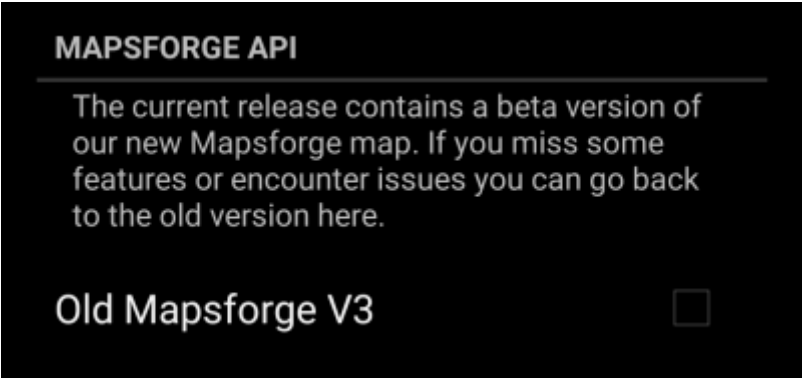 MAPSFORGE API
The current release contains a beta version of
our new Mapsforge map. If you miss some
features or encounter issues you can go back
to the old version here.
Old Mapsforge V3